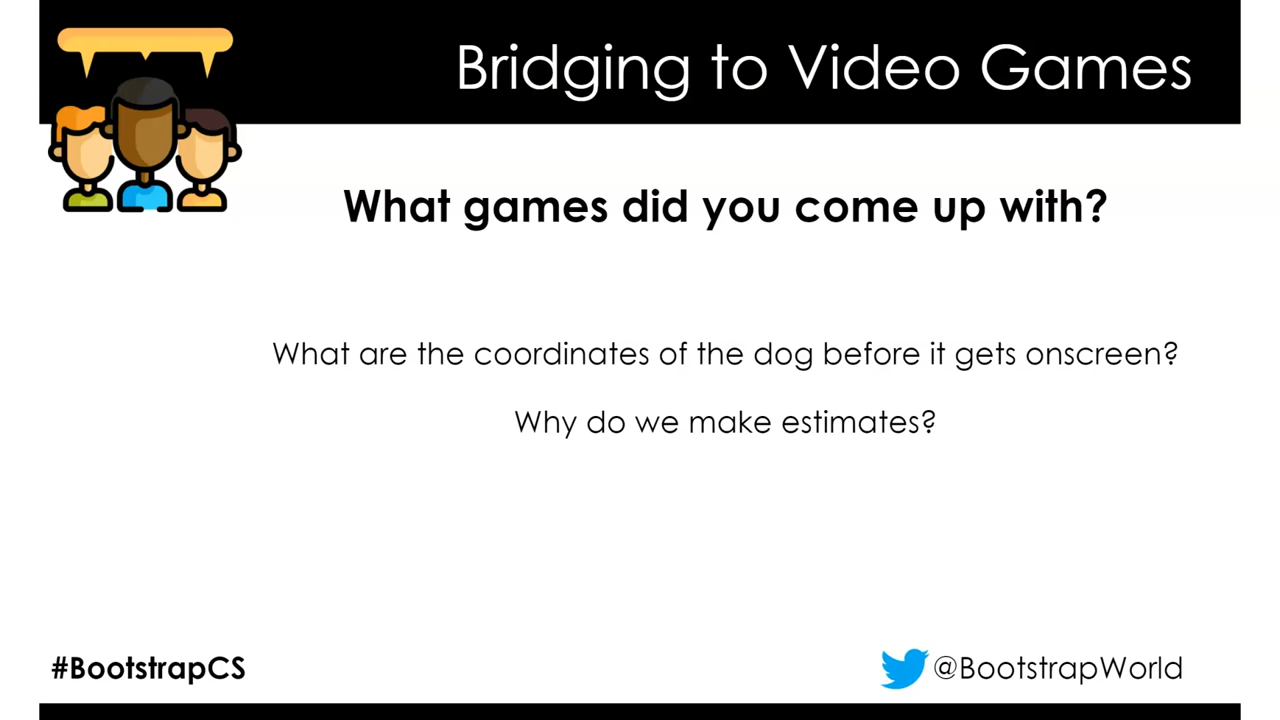 Bridging to Video Games
What games did you come up with?
What are the coordinates of the dog before it gets onscreen?
Why do we make estimates?
#BootstrapCS
@BootstrapWorld